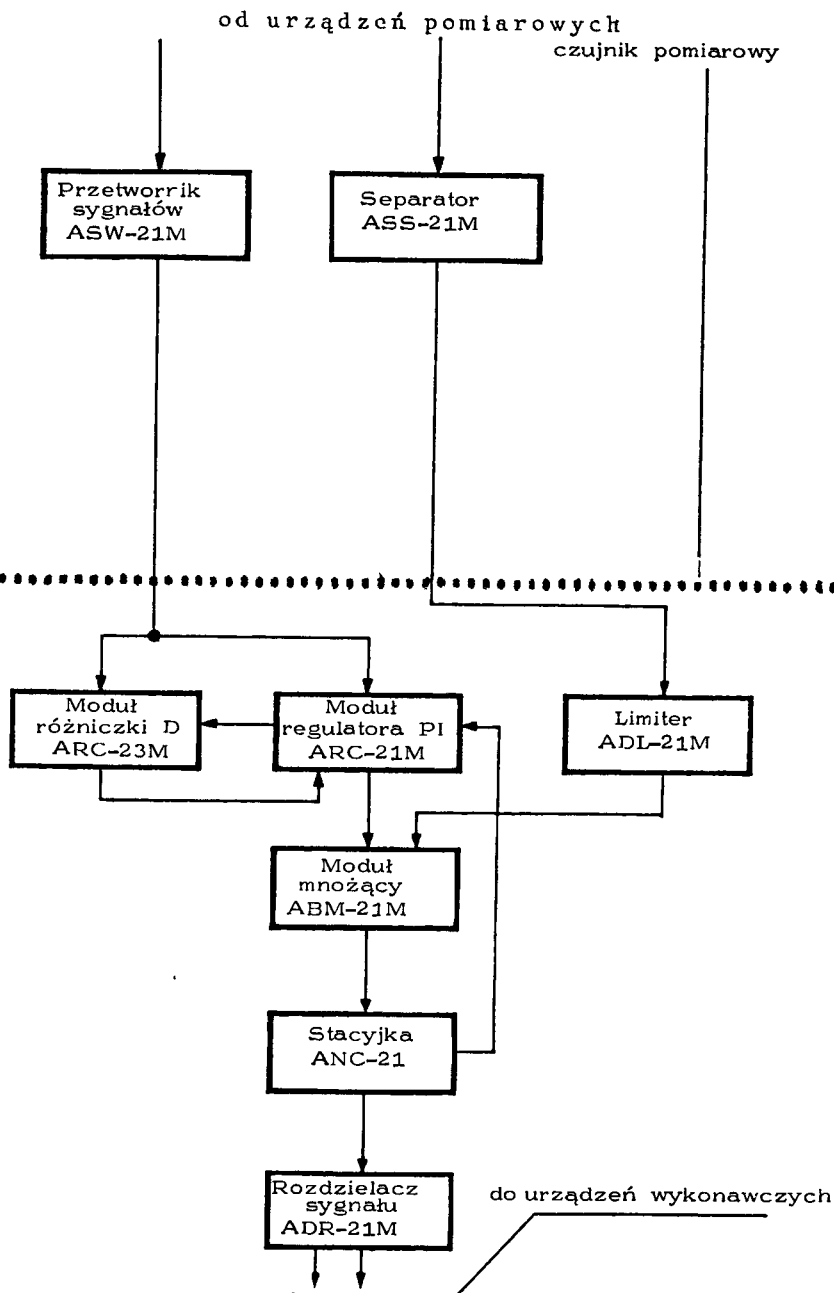 od urządzeń pomiarowych
czujnik pomiarowy
Przetworrik
sygnałów
ASW-21M
Separator
ASS-21M
Moduł
różniczki D
ARC-23M
Moduł
regulatora PI
ARC-21M
Limiter
ADL-21M
Moduł
mnożący
ABM-21M
Stacyjka
ANC-21
Rozdzielacz
sygnału
ADR-21M
do urządzeń wykonawczych